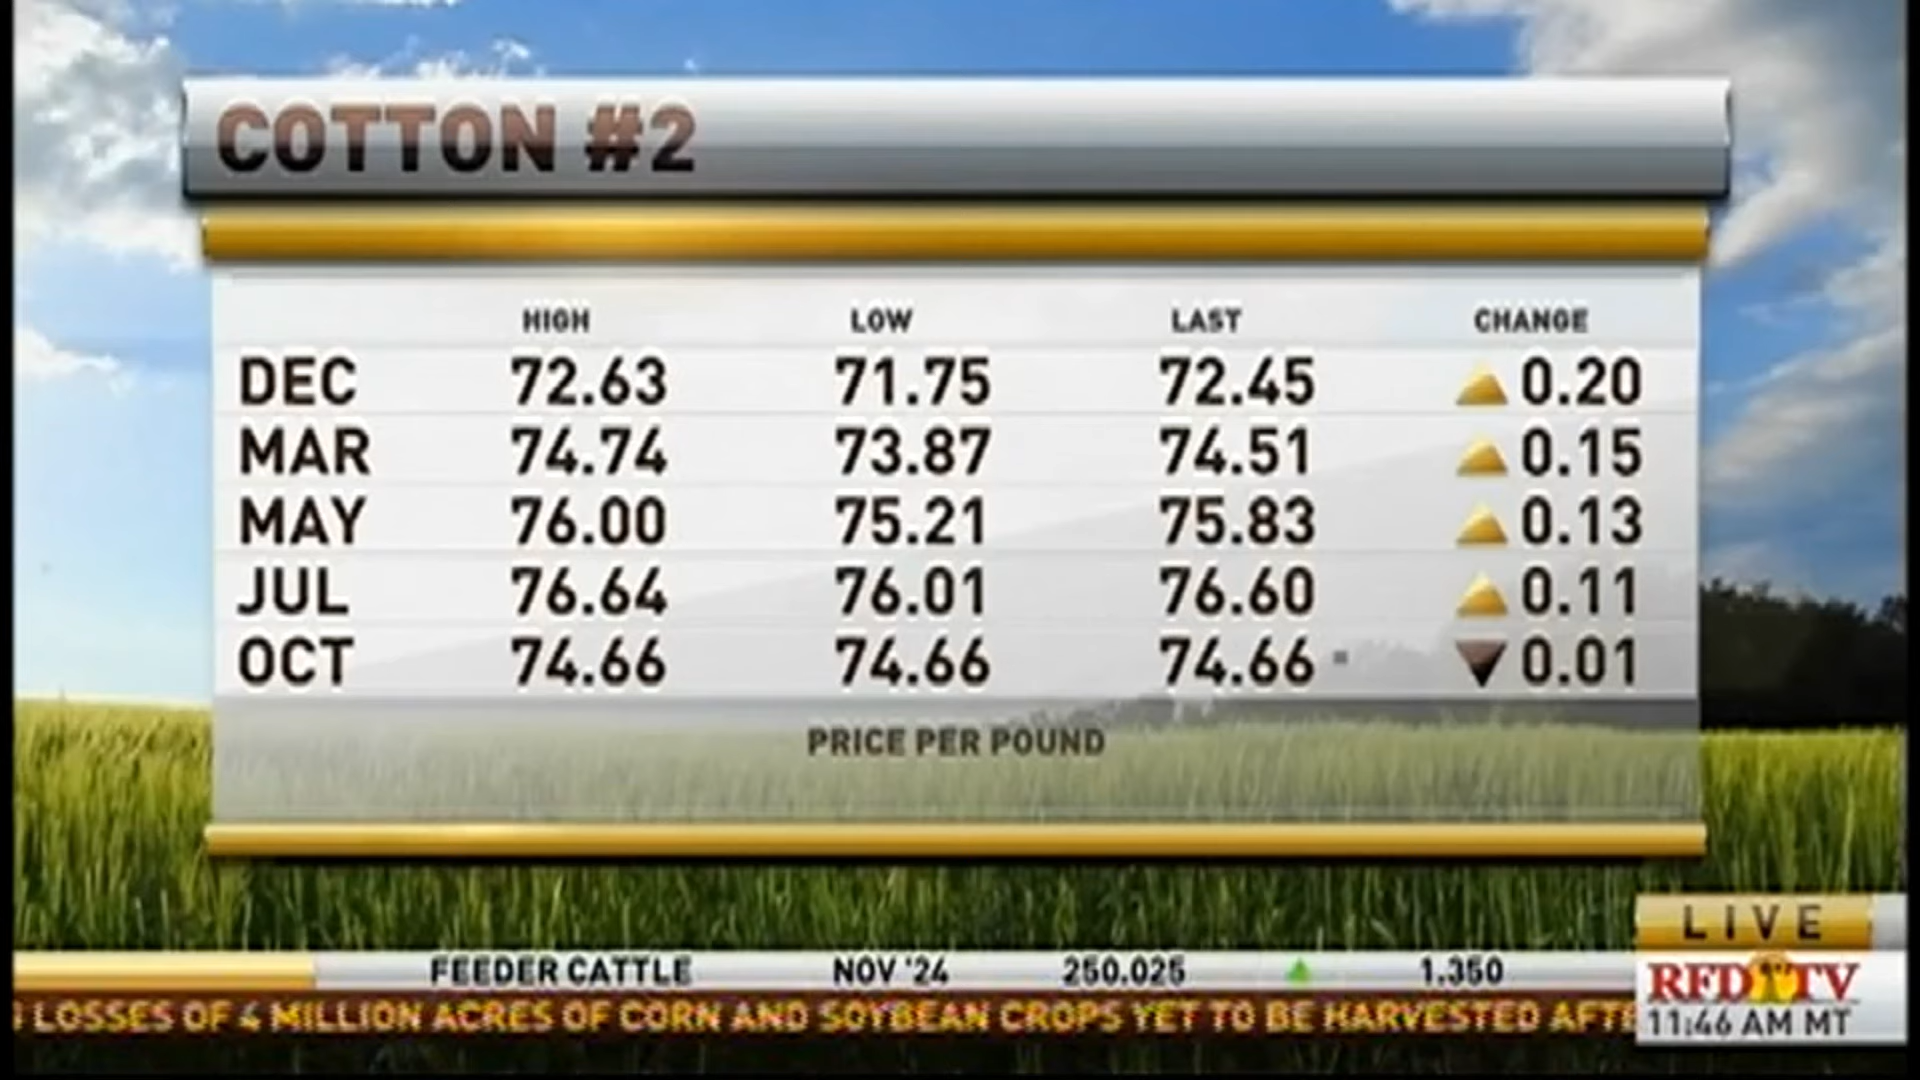 COTTON #2
HIGH LOW LAST CHANGE
DEC 72.63 71.75 72.45 0.20
MAR 74.74 73.87 74.51 0.15
MAY 76.00 75.21 75.83 0.13
JUL 76.64 76.01 76.60 0.11
OCT 74.66 74.66 74.66 0.01
PRICE PER POUND
LIVE
FEEDER CATTLE NOV '24 250.025 1.350
LOSSES OF 4 MILLION ACRES OF CORN AND SOYBEAN CROPS YET TO BE HARVESTED AFTE
RFD TV
11:46 AM MT